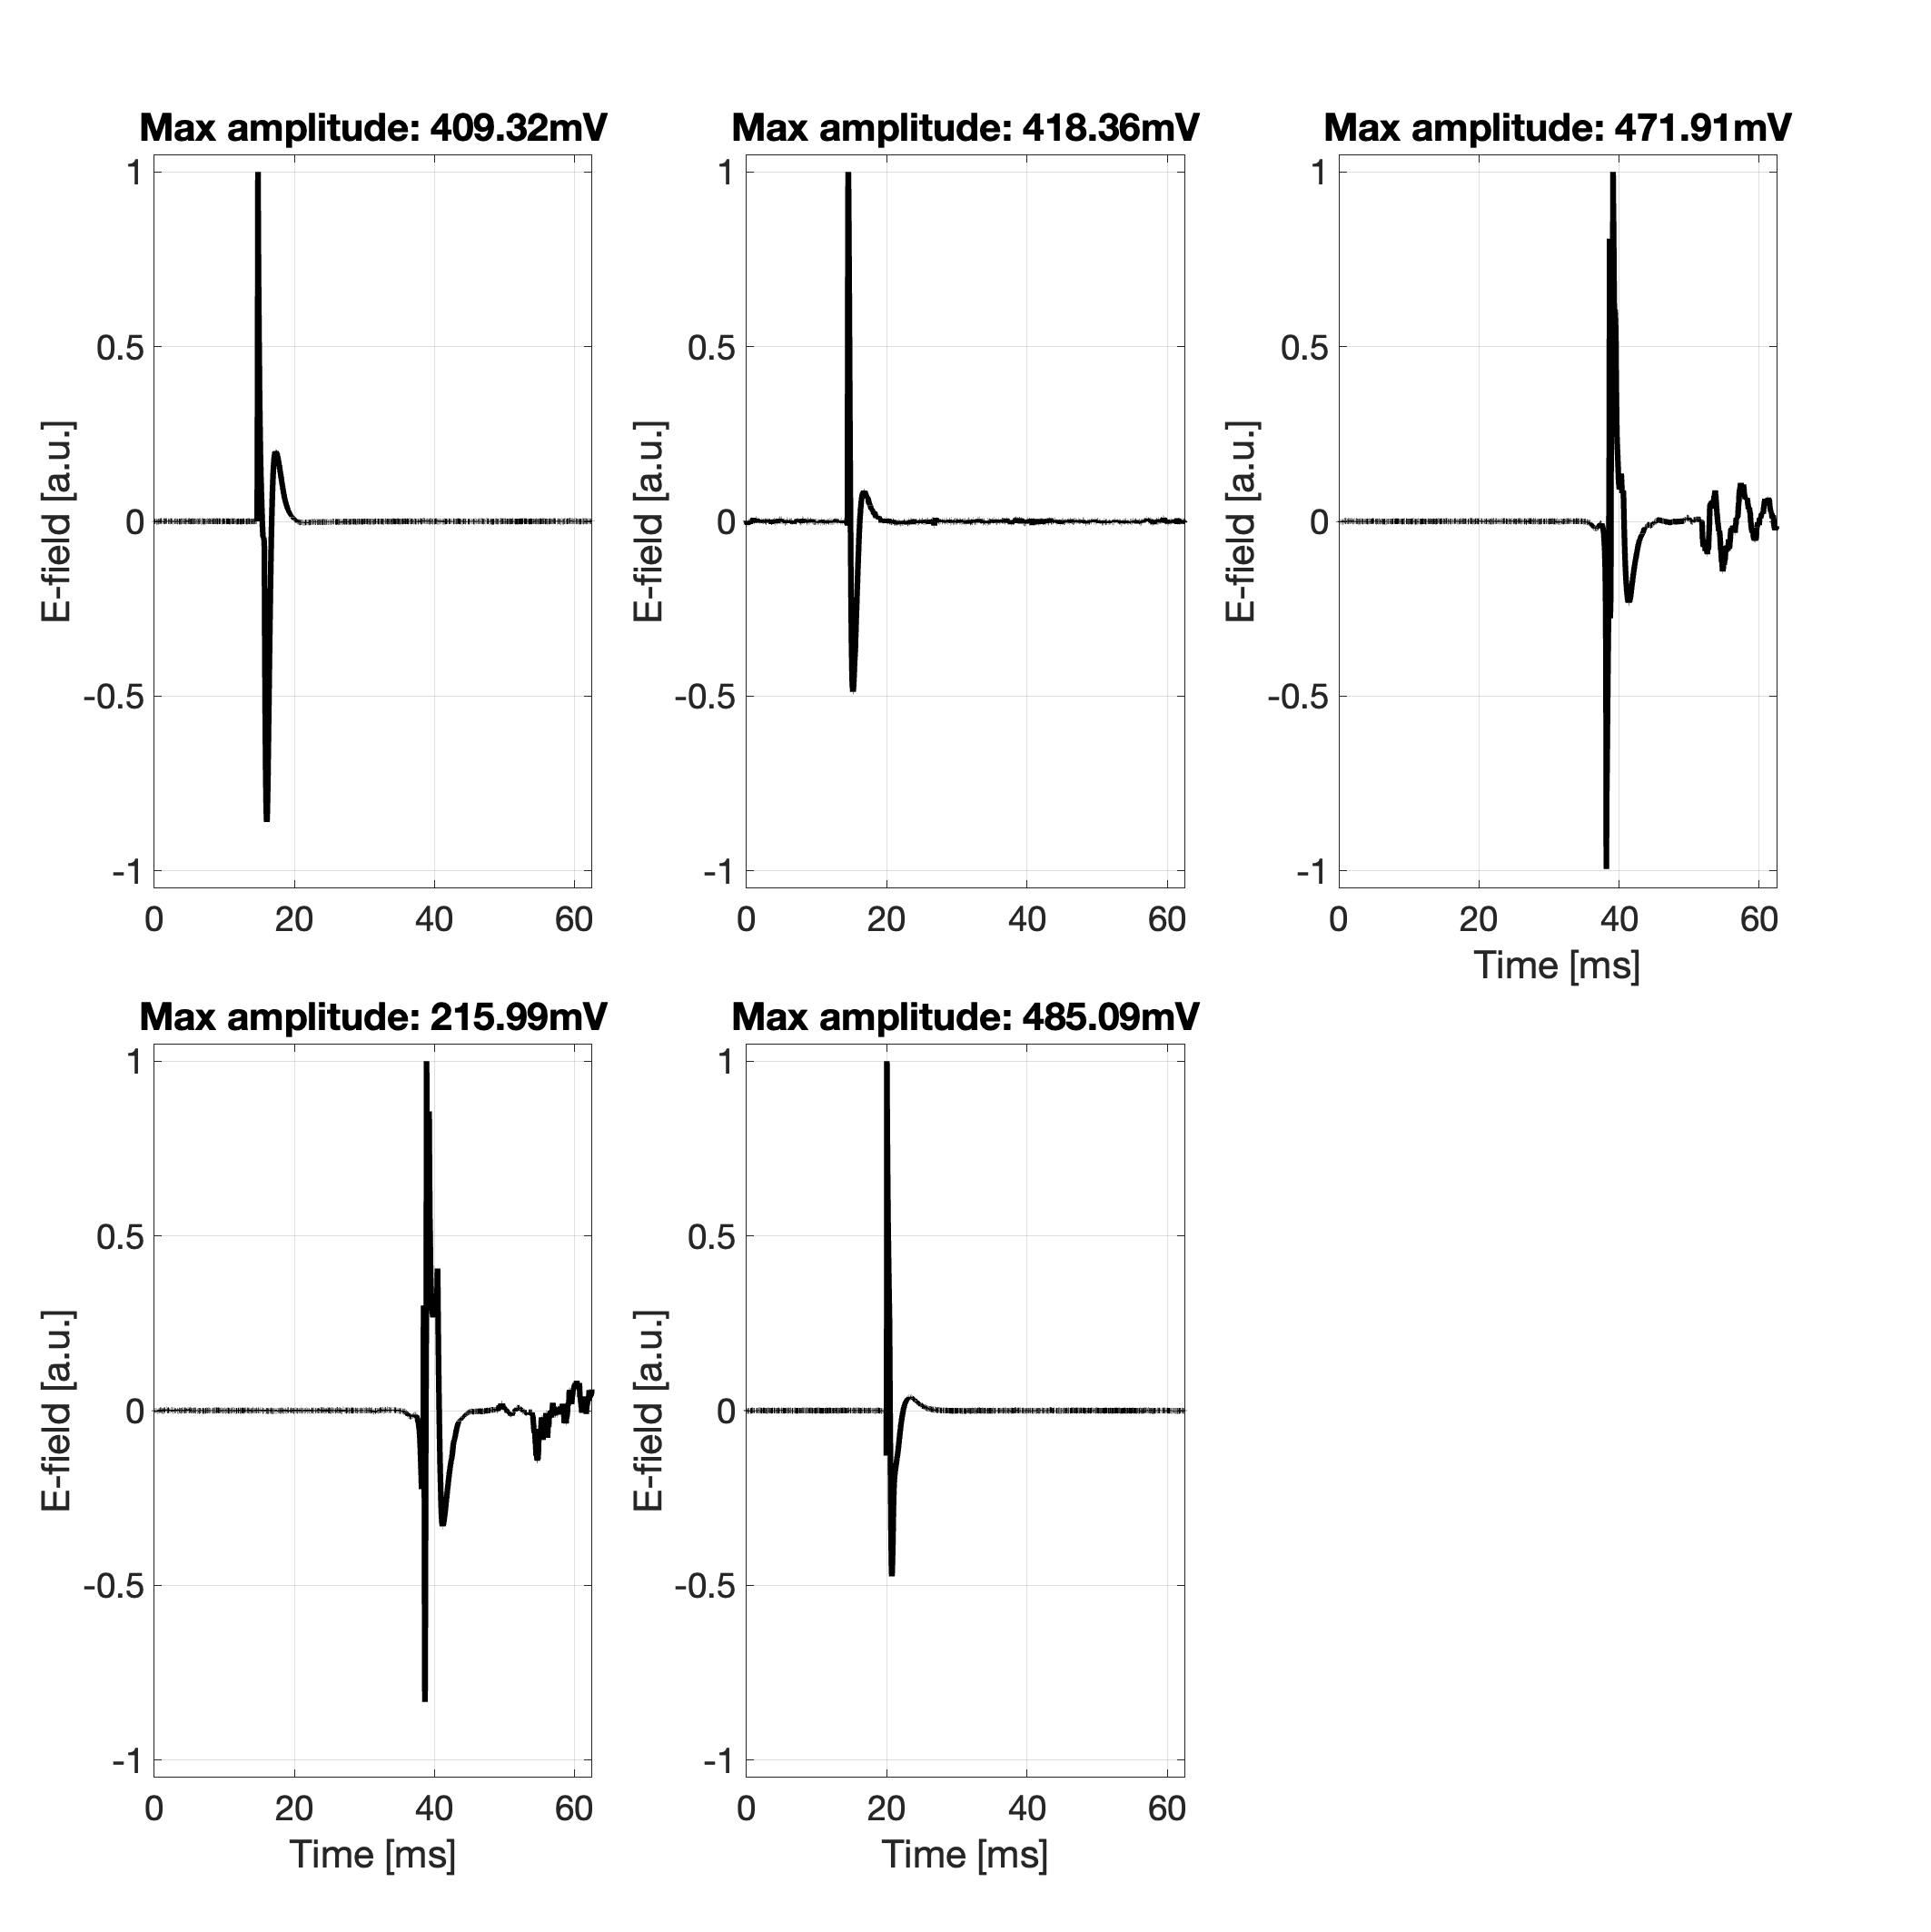 Max amplitude: 409.32mV
1
0.5
0
-0.5
-1
E-field [a.u.]
0 20 40 60
Max amplitude: 418.36mV
1
0.5
0
-0.5
-1
E-field [a.u.]
0 20 40 60
Max amplitude: 471.91mV
1
0.5
0
-0.5
-1
E-field [a.u.]
0 20 40 60
Time [ms]
Max amplitude: 215.99mV
1
0.5
0
-0.5
-1
E-field [a.u.]
0 20 40 60
Time [ms]
Max amplitude: 485.09mV
1
0.5
0
-0.5
-1
E-field [a.u.]
0 20 40 60
Time [ms]